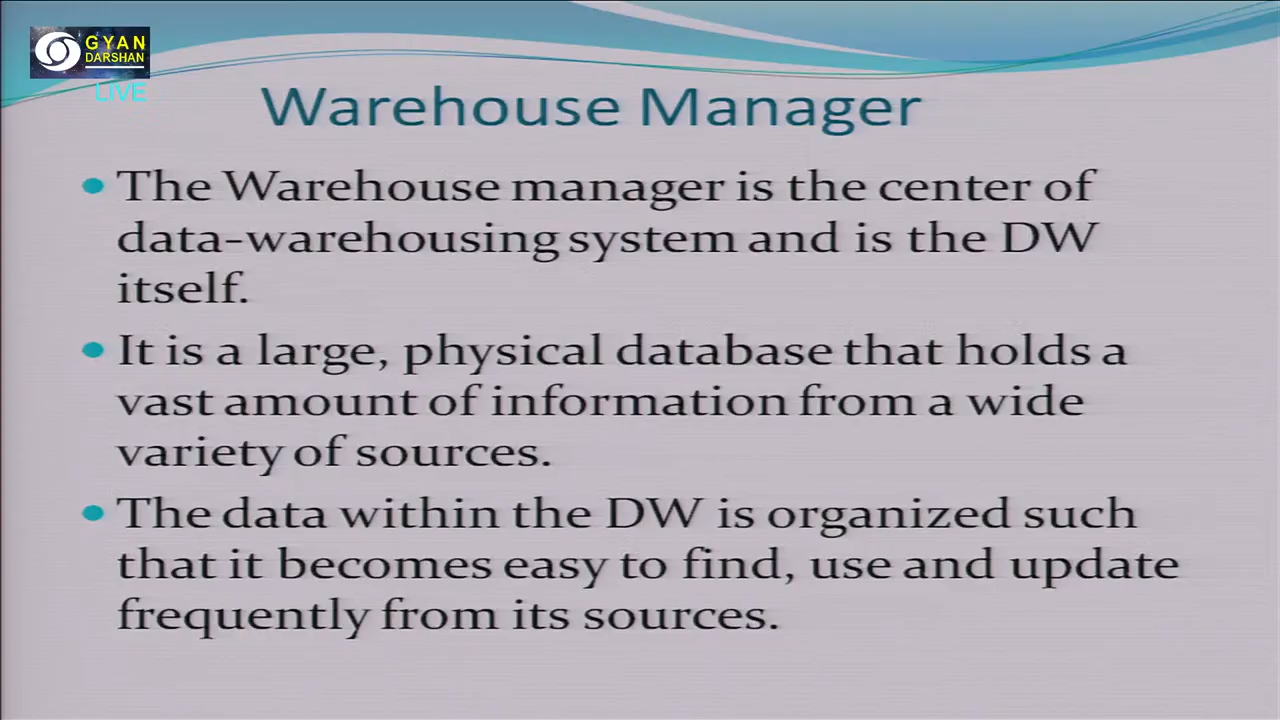 GYAN
DARSHAN
LIVE
Warehouse Manager
• The Warehouse manager is the center of
data-warehousing system and is the DW
itself.
• It is a large, physical database that holds a
vast amount of information from a wide
variety of sources.
• The data within the DW is organized such
that it becomes easy to find, use and update
frequently from its sources.